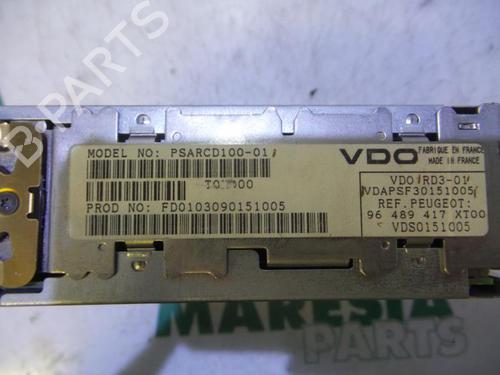 B-PARTS
MODEL NO: PSARCD100-01
VDO
FABRIQUE EN FRANCE
MADE IN FRANCE
PROD NO: FD0103090151005
VDO RD3-01
VDAPSF30151005
REF.PEUGEOT:
96 489 417 XT00
VDS0151005
MARESIA
PARTS